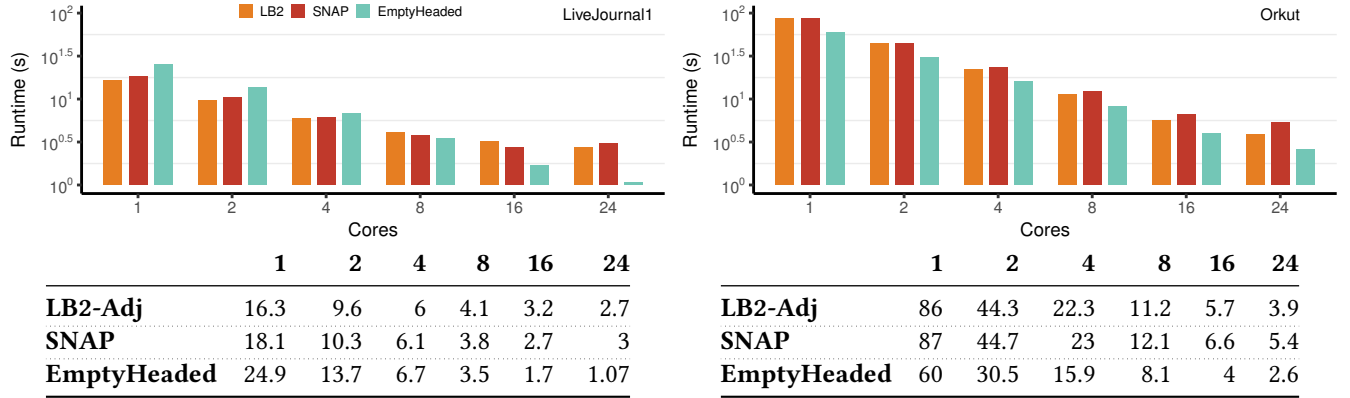 LB2 SNAP EmptyHeaded LiveJournal1
Runtime (s)
10^2
10^1.5
10^1
10^0.5
10^0
1 2 4 8 16 24
Cores
1 2 4 8 16 24
LB2-Adj 16.3 9.6 6 4.1 3.2 2.7
SNAP 18.1 10.3 6.1 3.8 2.7 3
EmptyHeaded 24.9 13.7 6.7 3.5 1.7 1.07
Orkut
Runtime (s)
10^2
10^1.5
10^1
10^0.5
10^0
1 2 4 8 16 24
Cores
1 2 4 8 16 24
LB2-Adj 86 44.3 22.3 11.2 5.7 3.9
SNAP 87 44.7 23 12.1 6.6 5.4
EmptyHeaded 60 30.5 15.9 8.1 4 2.6